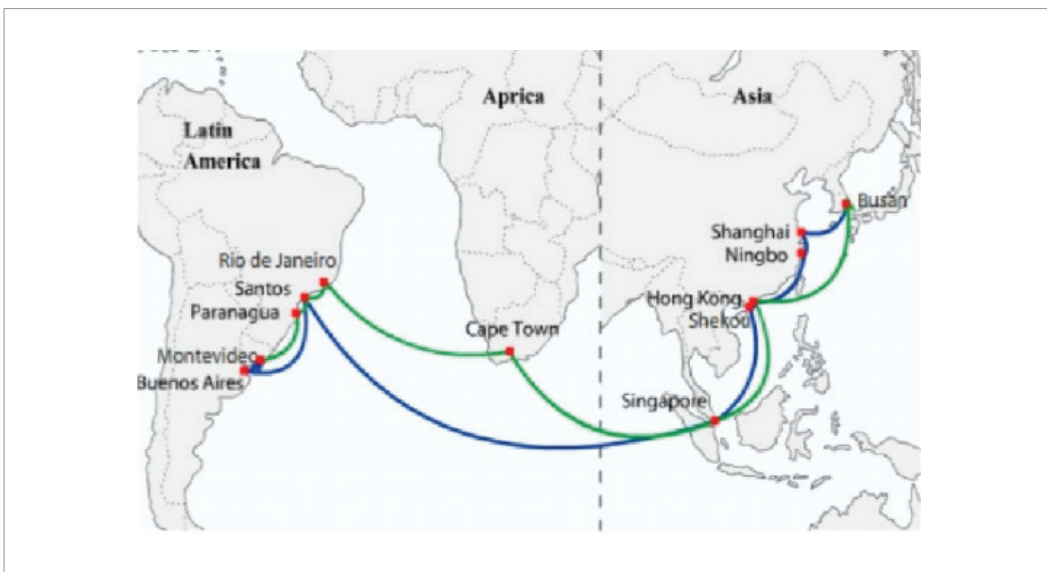 Latin
America
Aprica
Asia
Busan
Shanghai
Ningbo
Rio de Janeiro
Santos
Paranagua
Hong Kong
Shekou
Cape Town
Montevideo
Buenos Aires
Singapore